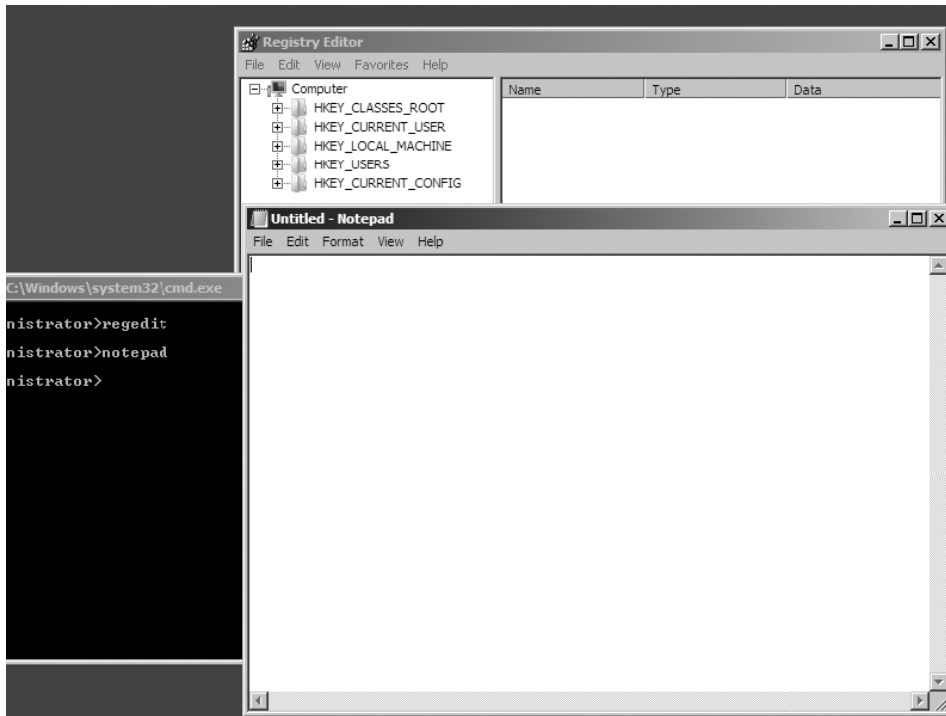 Registry Editor
File Edit View Favorites Help
Computer
HKEY_CLASSES_ROOT
HKEY_CURRENT_USER
HKEY_LOCAL_MACHINE
HKEY_USERS
HKEY_CURRENT_CONFIG
Name Type Data
Untitled - Notepad
File Edit Format View Help
C:\Windows\system32\cmd.exe
nistrator>regedit
nistrator>notepad
nistrator>